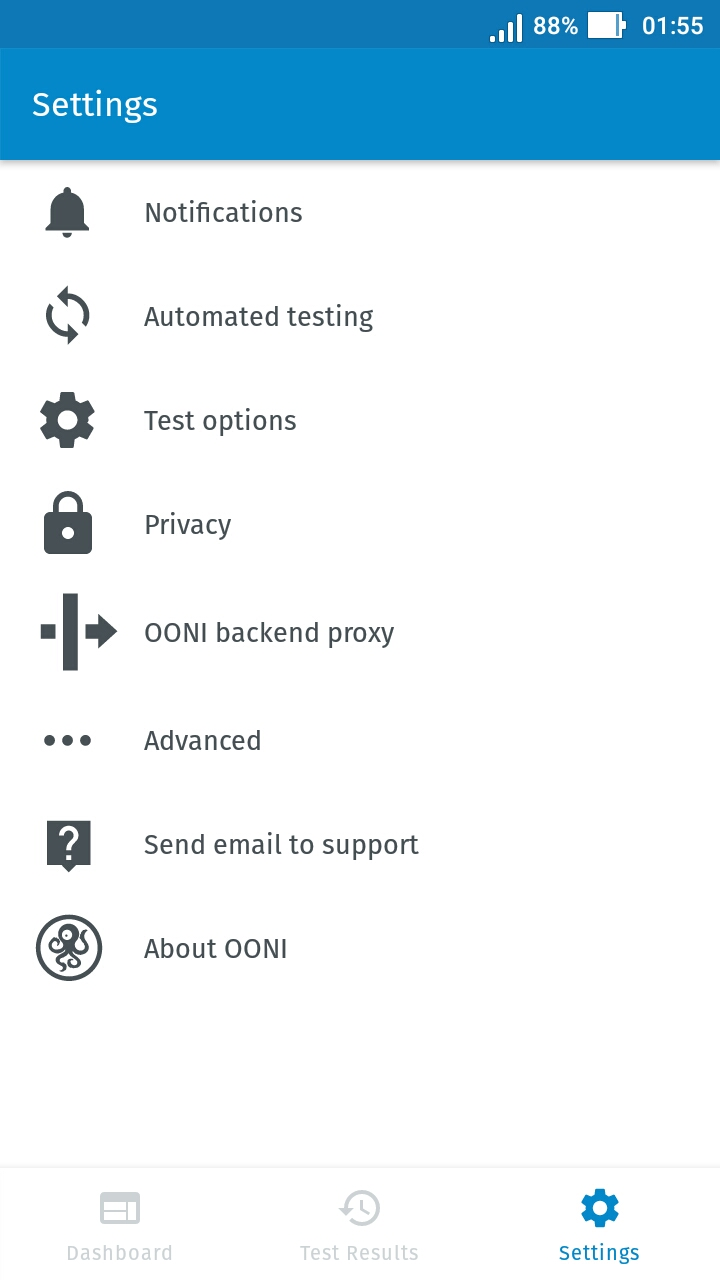 88% 01:55
Settings
Notifications
Automated testing
Test options
Privacy
OONI backend proxy
Advanced
Send email to support
About OONI
Dashboard Test Results Settings